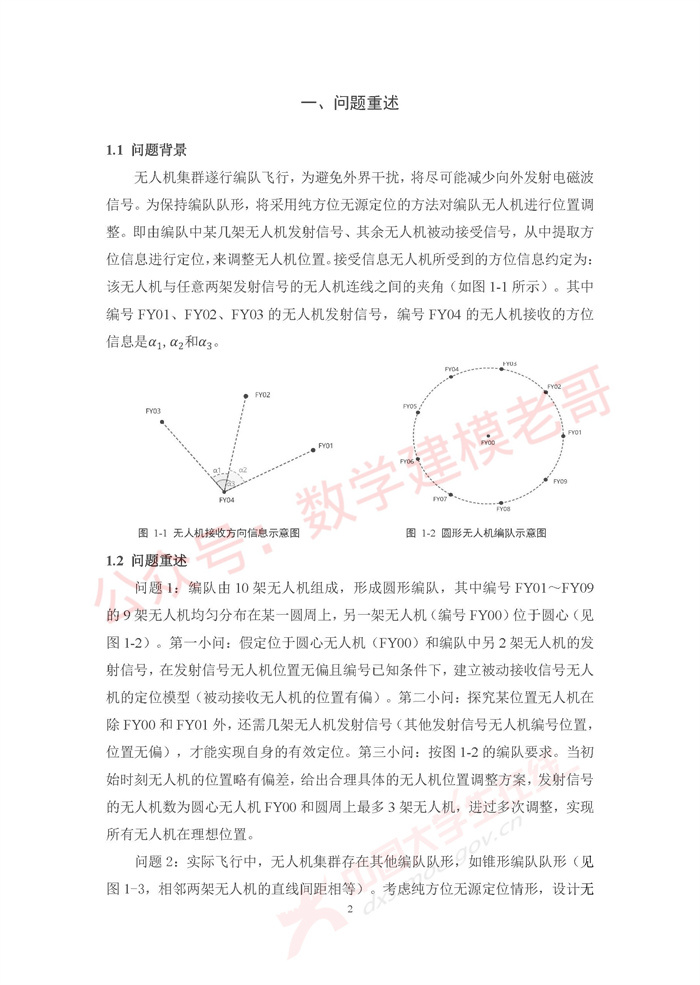 一、问题重述
1.1 问题背景
无人机集群遂行编队飞行，为避免外界干扰，将尽可能减少向外发射电磁波
信号。为保持编队队形，将采用纯方位无源定位的方法对编队无人机进行位置调
整。即由编队中某几架无人机发射信号、其余无人机被动接受信号，从中提取方
位信息进行定位，来调整无人机位置。接受信息无人机所受到的方位信息约定为：
该无人机与任意两架发射信号的无人机连线之间的夹角（如图 1-1 所示）。其中
编号 FY01、FY02、FY03 的无人机发射信号，编号 FY04 的无人机接收的方位
信息是α₁, α₂和α₃。
FY03
FY02
FY01
α1
α2
α3
FY04
FY03
FY04
FY02
FY05
FY01
FY00
FY06
FY09
FY07
FY08
图 1-1 无人机接收方向信息示意图
图 1-2 圆形无人机编队示意图
1.2 问题重述
问题 1：编队由 10 架无人机组成，形成圆形编队，其中编号 FY01～FY09
的 9 架无人机均匀分布在某一圆周上，另一架无人机（编号 FY00）位于圆心（见
图 1-2）。第一小问：假定位于圆心无人机（FY00）和编队中另 2 架无人机的发
射信号，在发射信号无人机位置无偏且编号已知条件下，建立被动接收信号无人
机的定位模型（被动接收无人机的位置有偏）。第二小问：探究某位置无人机在
除 FY00 和 FY01 外，还需几架无人机发射信号（其他发射信号无人机编号位置，
位置无偏），才能实现自身的有效定位。第三小问：按图 1-2 的编队要求。当初
始时刻无人机的位置略有偏差，给出合理具体的无人机位置调整方案，发射信号
的无人机数为圆心无人机 FY00 和圆周上最多 3 架无人机，进过多次调整，实现
所有无人机在理想位置。
问题 2：实际飞行中，无人机集群存在其他编队队形，如锥形编队队形（见
图 1-3，相邻两架无人机的直线间距相等）。考虑纯方位无源定位情形，设计无
2
公众号：数学建模老哥
中国大学生在线
dxs.moe.gov.cn